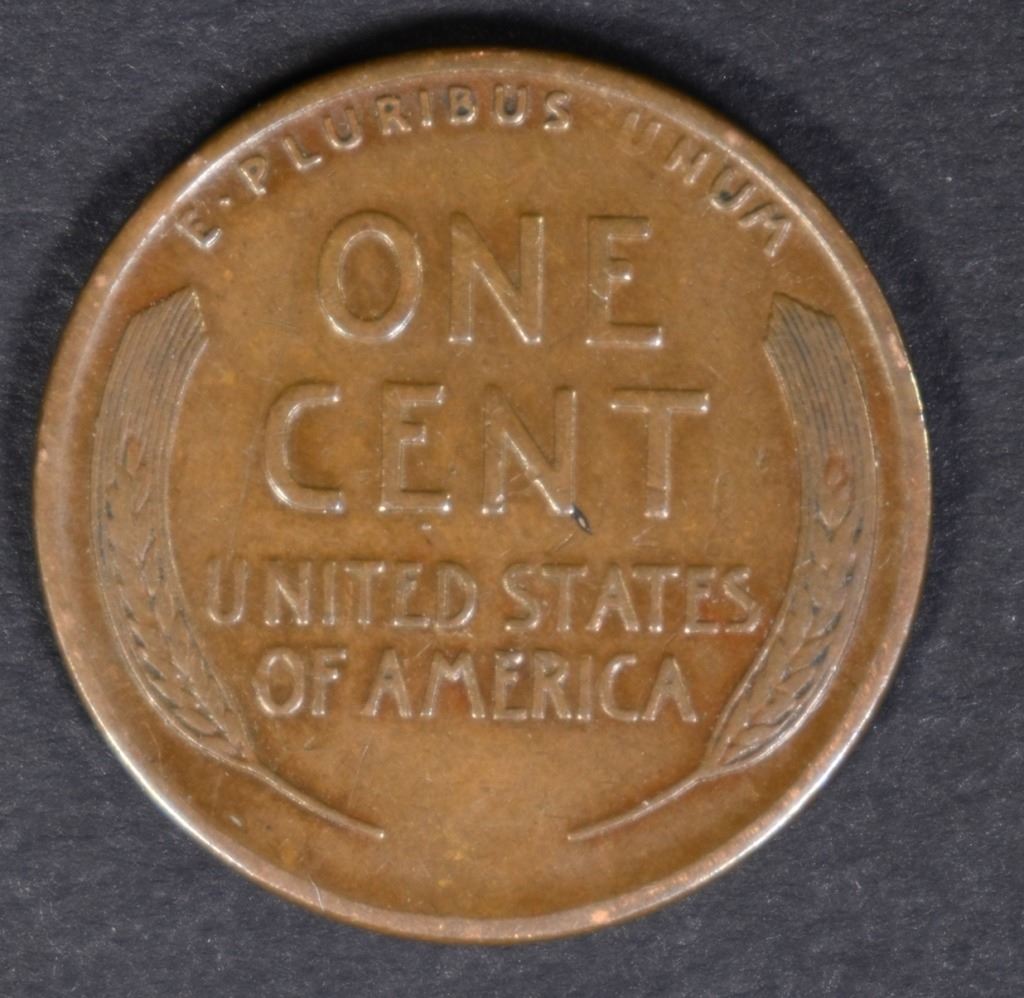 E·PLURIBUS UNUM
ONE
CENT
UNITED STATES
OF AMERICA